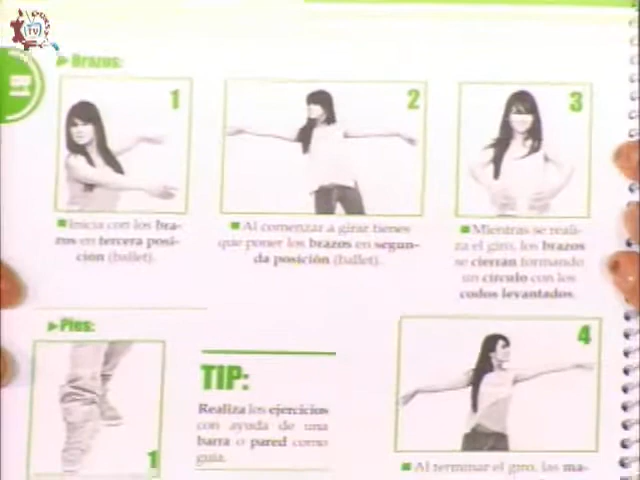 TV
▶Brazos:
1
2
3
■Inicia con los bra-
zos en tercera posi-
ción (ballet).
■Al comenzar a girar tienes
que poner los brazos en segun-
da posición (ballet).
■Mientras se reali-
za el giro, los brazos
se cierran formando
un círculo con los
codos levantados.
▶Pies:
1
TIP:
Realiza los ejercicios
con ayuda de una
barra o pared como
guía.
4
■Al terminar el giro, las ma-